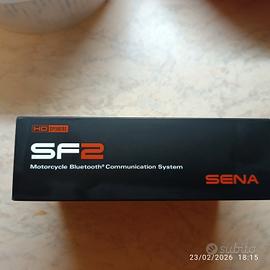 HD SPEAKERS
SF2
Motorcycle Bluetooth® Communication System
SENA
subito
23/02/2026 18:15